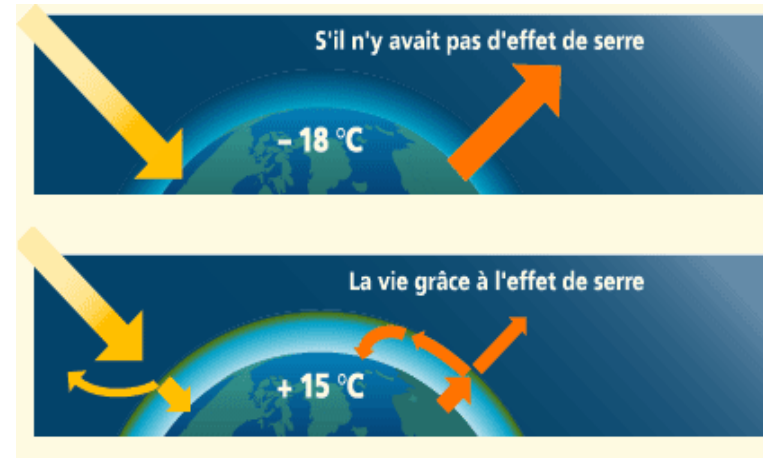 S'il n'y avait pas d'effet de serre
– 18 °C
La vie grâce à l'effet de serre
+ 15 °C